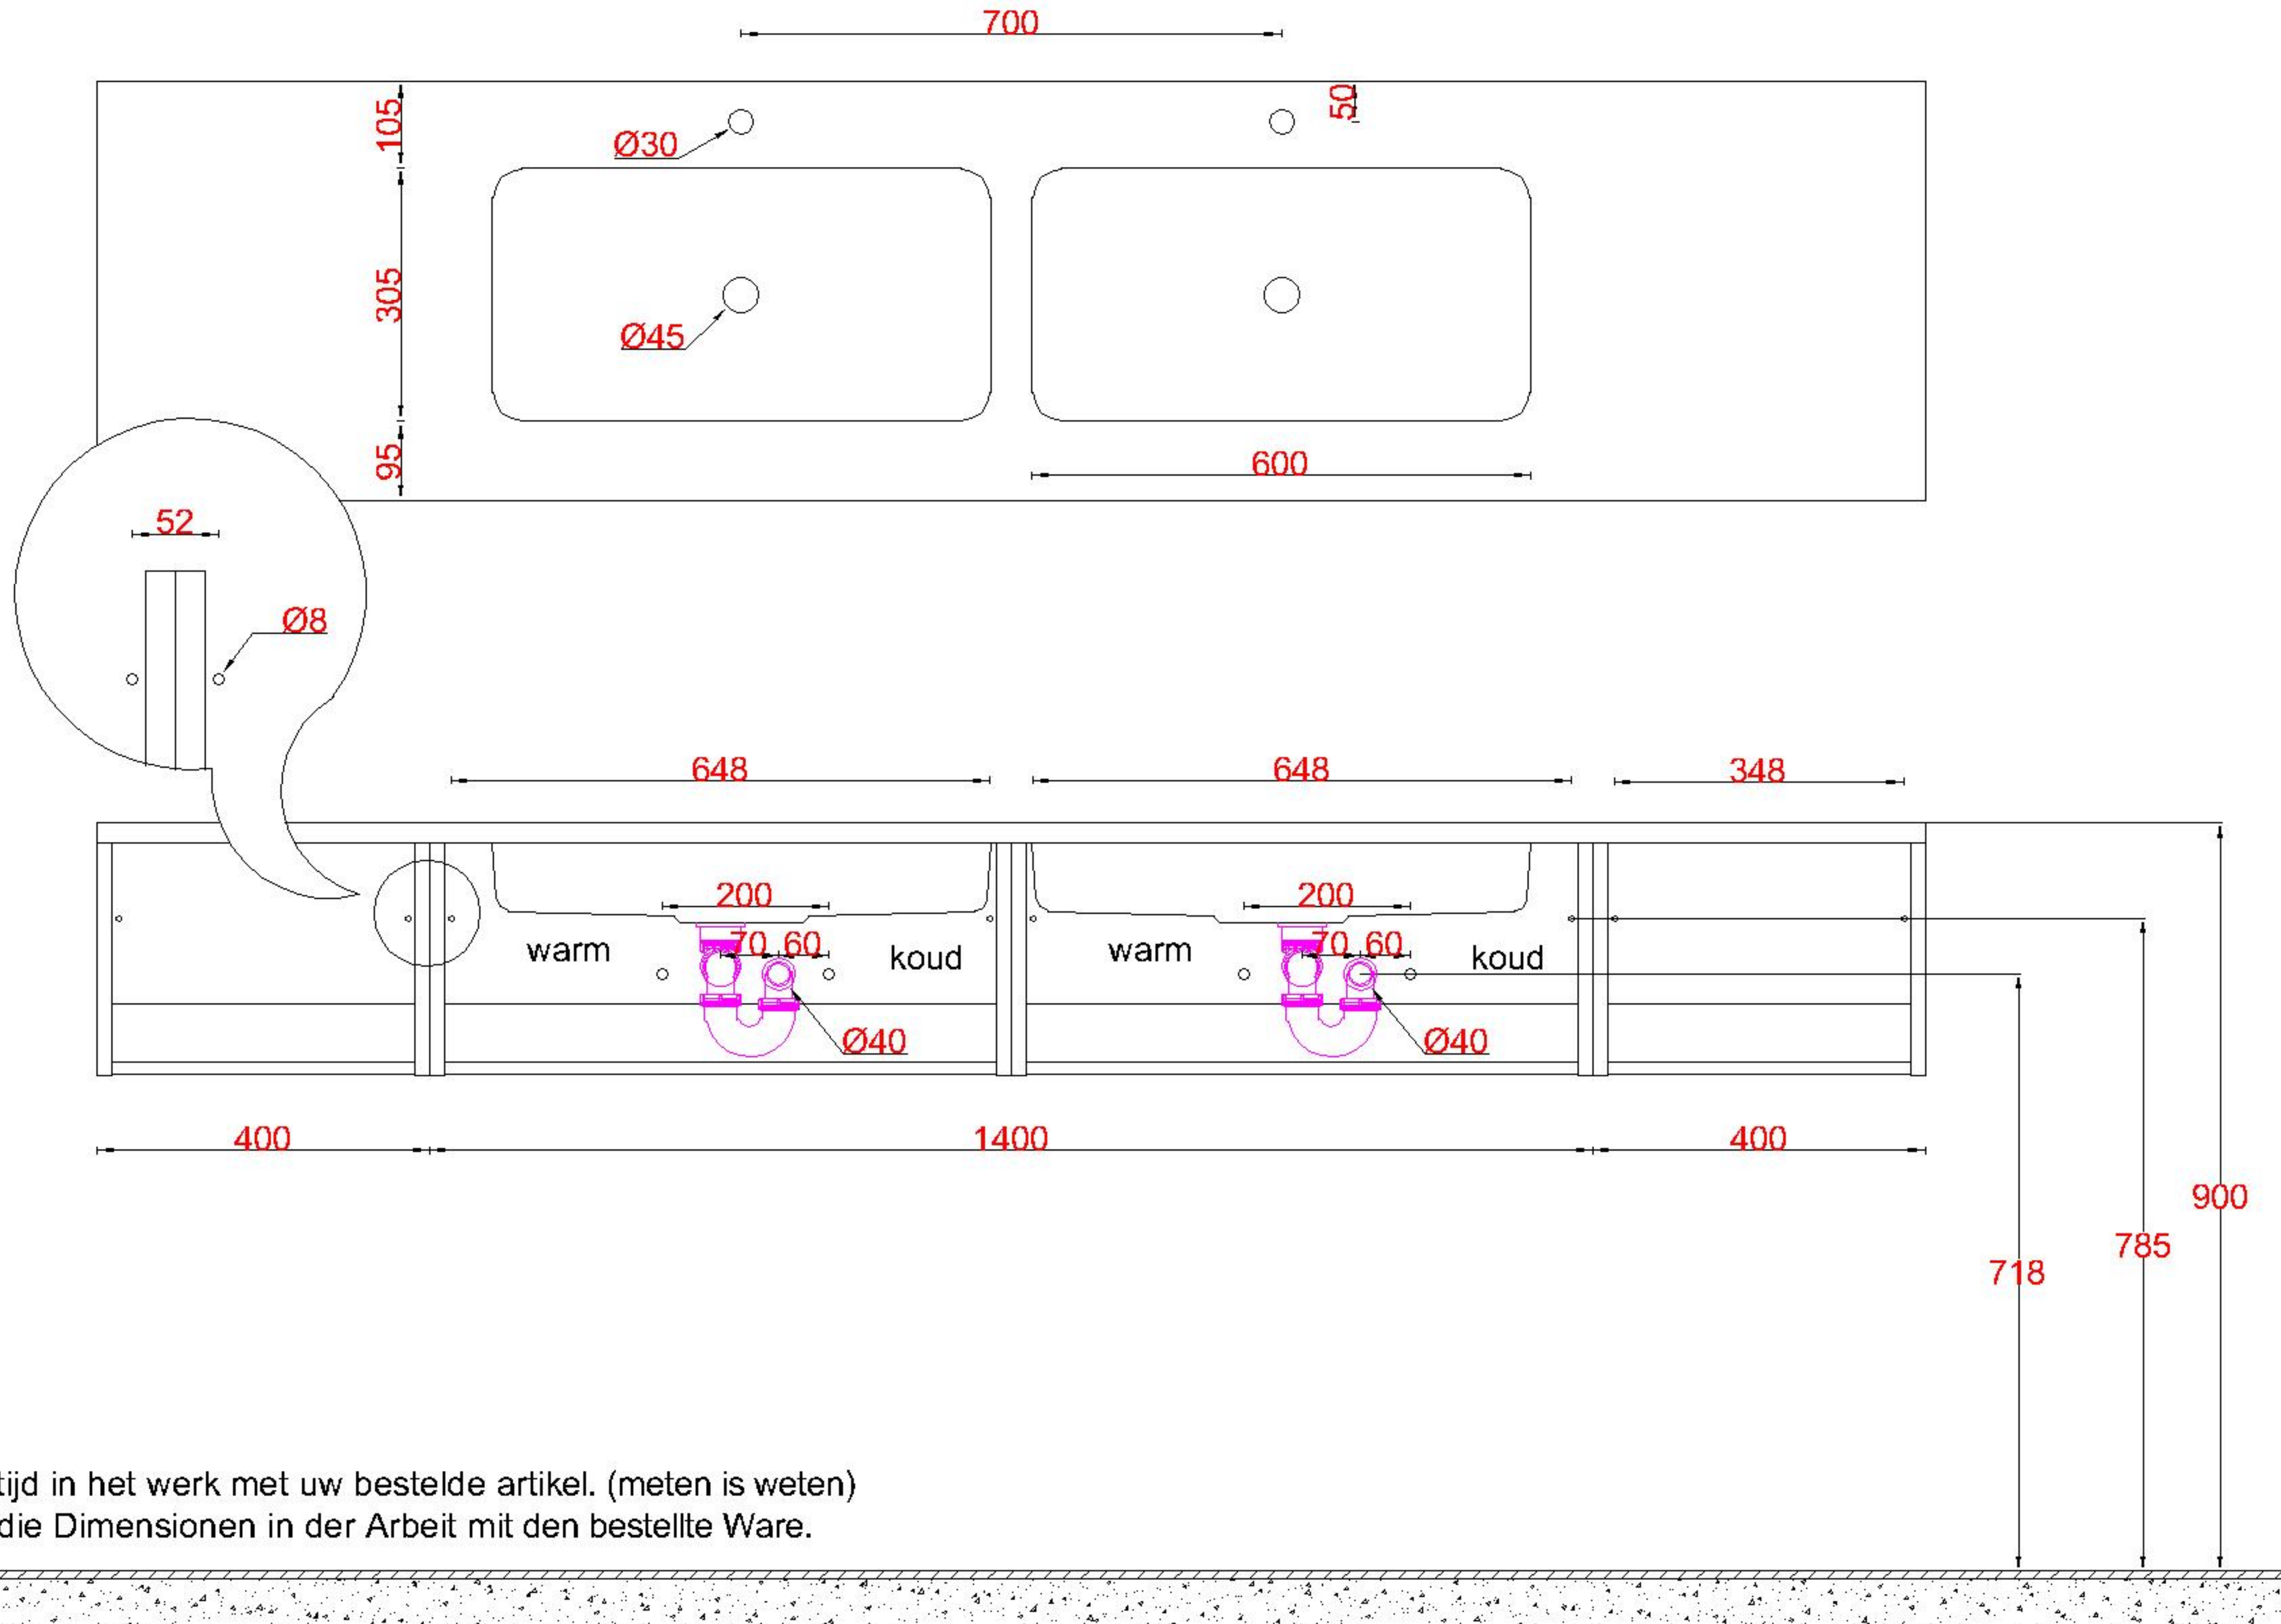 700
105
50
Ø30
305
Ø45
95
600
52
Ø8
648
648
348
200
200
70
60
70
60
warm
koud
warm
koud
Ø40
Ø40
400
1400
400
900
785
718
tijd in het werk met uw bestelde artikel. (meten is weten)
die Dimensionen in der Arbeit mit den bestellte Ware.